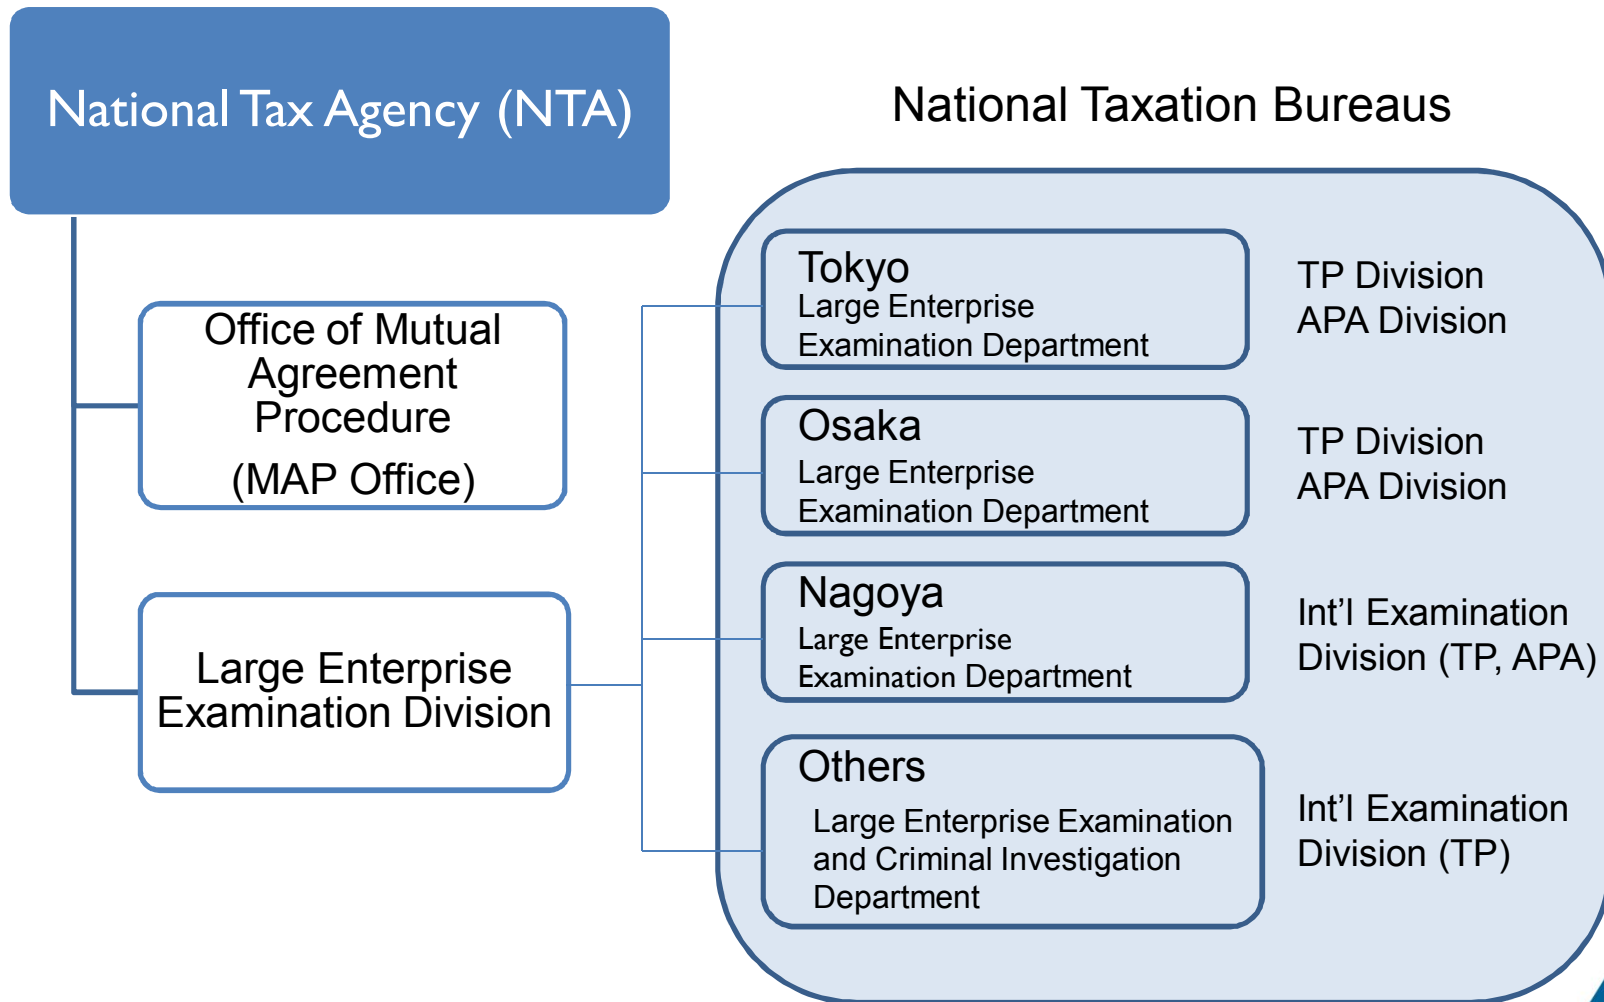 National Tax Agency (NTA)
National Taxation Bureaus
Office of Mutual
Agreement
Procedure
(MAP Office)
Large Enterprise
Examination Division
Tokyo
Large Enterprise
Examination Department
TP Division
APA Division
Osaka
Large Enterprise
Examination Department
TP Division
APA Division
Nagoya
Large Enterprise
Examination Department
Int’l Examination
Division (TP, APA)
Others
Large Enterprise Examination
and Criminal Investigation
Department
Int’l Examination
Division (TP)